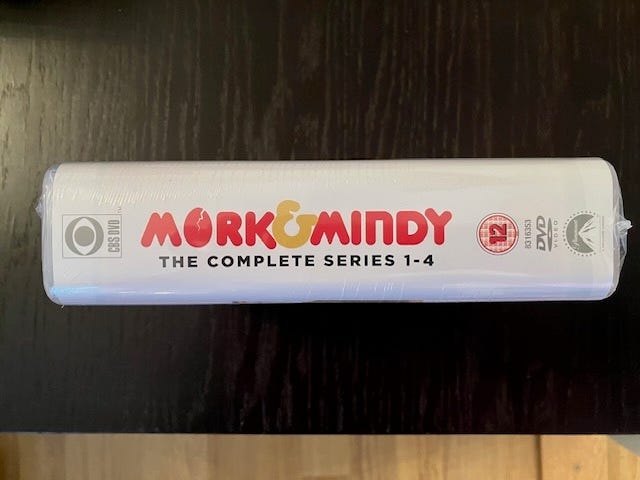 CBS DVD
MORK&MINDY
THE COMPLETE SERIES 1-4
12
8316353
DVD
VIDEO